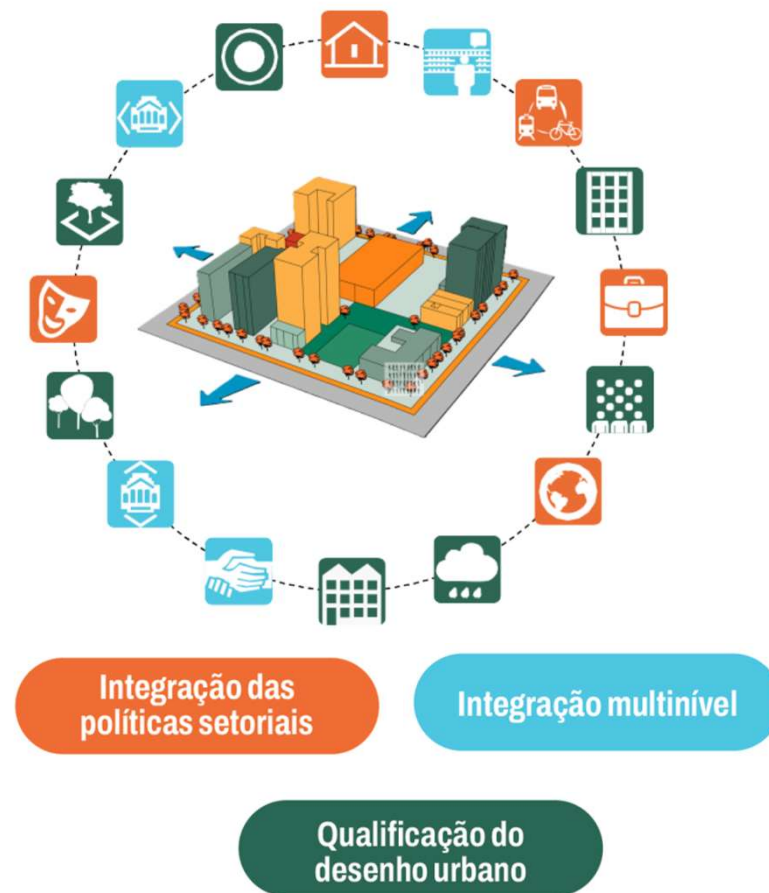 Integração das
políticas setoriais
Integração multinível
Qualificação do
desenho urbano